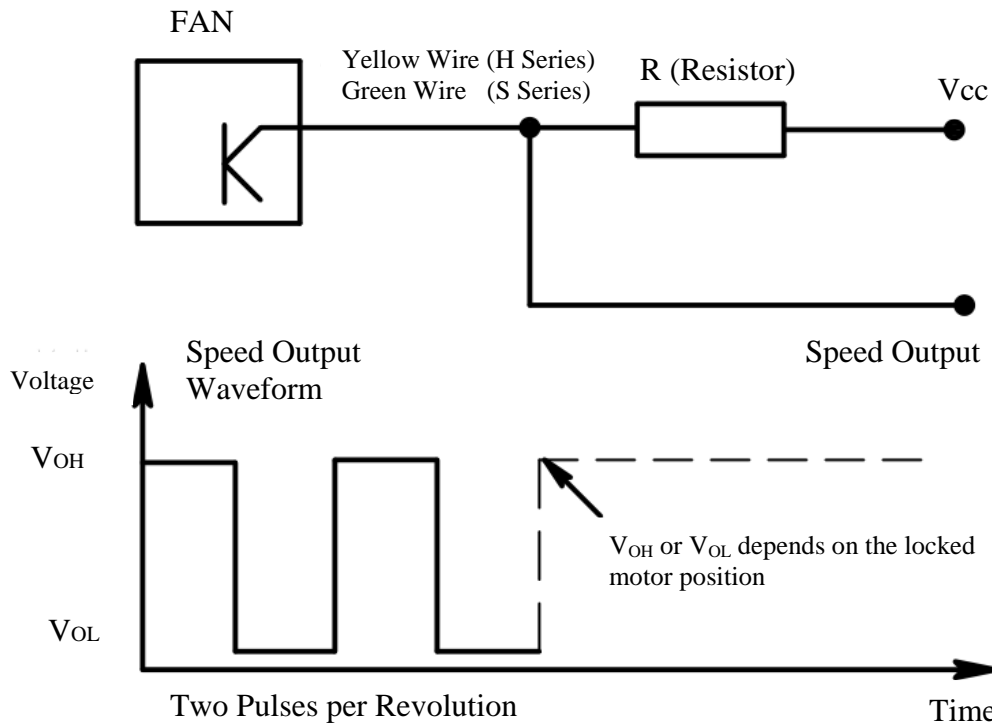 FAN
Yellow Wire (H Series)
Green Wire (S Series)
R (Resistor)
Vcc
Speed Output
Waveform
Speed Output
Voltage
VOH
VOH or VOL depends on the locked
motor position
VOL
Two Pulses per Revolution
Time